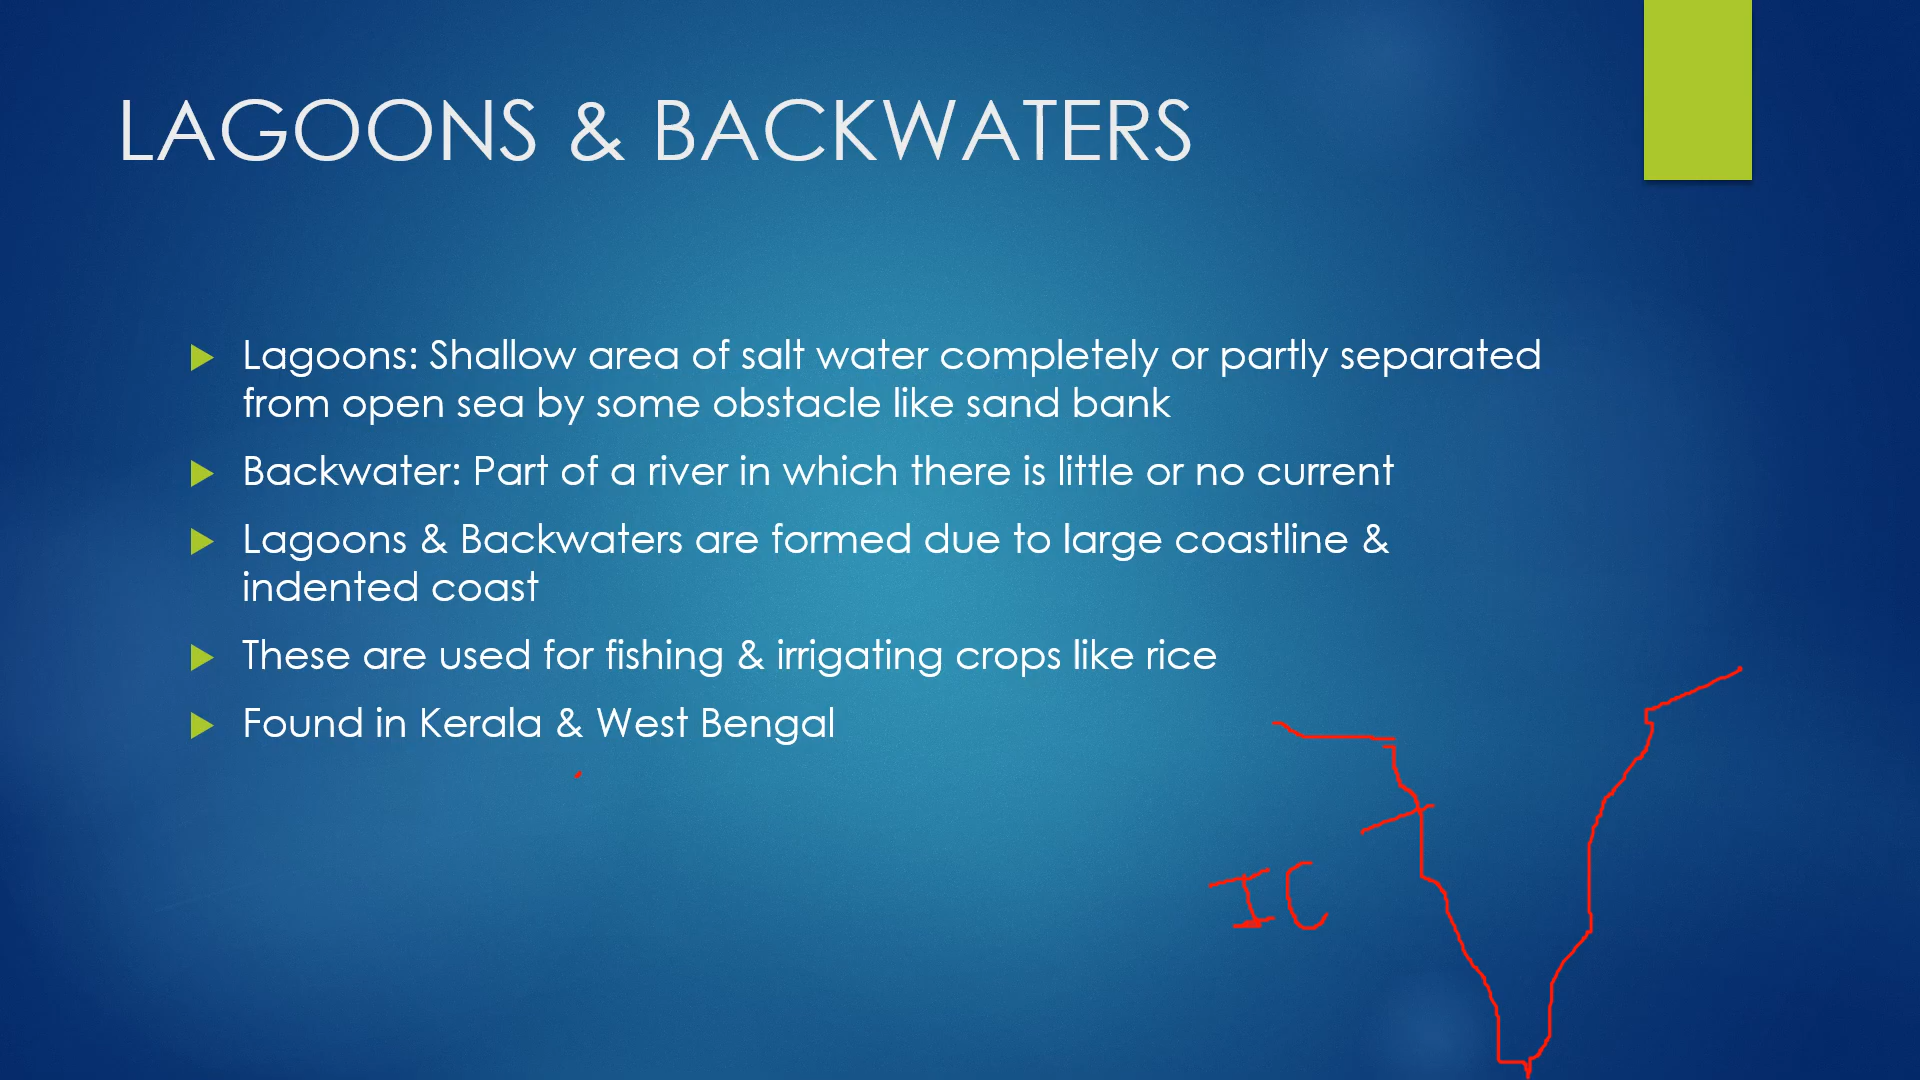 LAGOONS & BACKWATERS
Lagoons: Shallow area of salt water completely or partly separated
from open sea by some obstacle like sand bank
Backwater: Part of a river in which there is little or no current
Lagoons & Backwaters are formed due to large coastline &
indented coast
These are used for fishing & irrigating crops like rice
Found in Kerala & West Bengal
IC